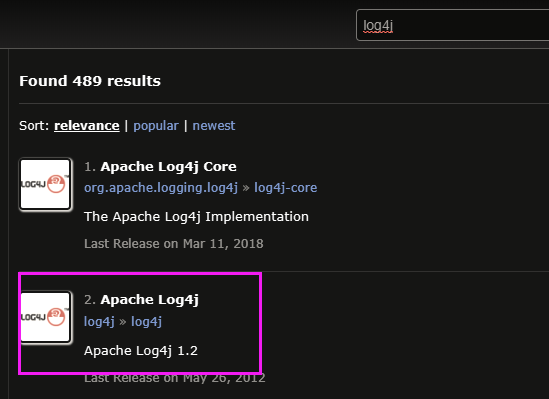 log4j
Found 489 results
Sort: relevance | popular | newest
LOG4J™
1. Apache Log4j Core
org.apache.logging.log4j » log4j-core
The Apache Log4j Implementation
Last Release on Mar 11, 2018
LOG4J™
2. Apache Log4j
log4j » log4j
Apache Log4j 1.2
Last Release on May 26, 2012